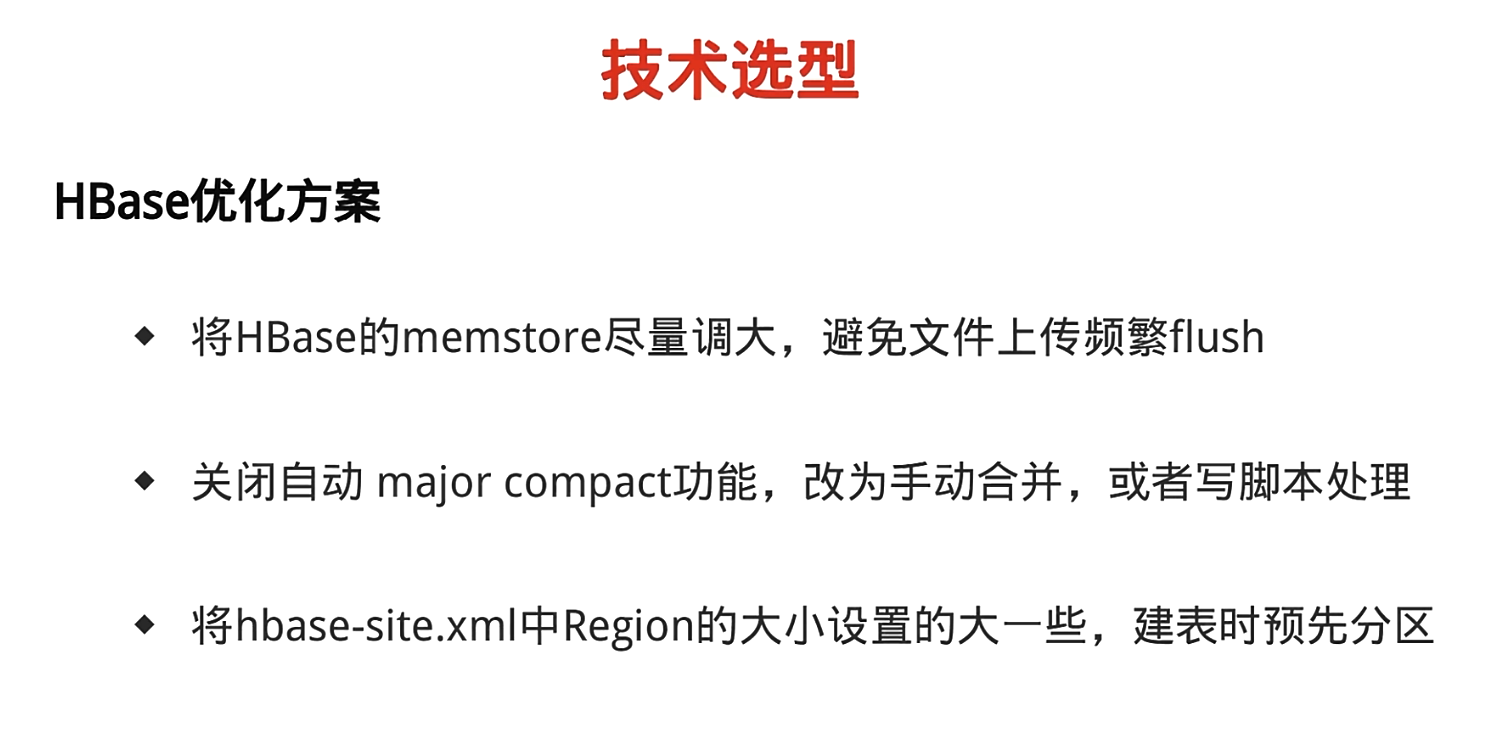 技术选型
HBase优化方案
◆ 将HBase的memstore尽量调大，避免文件上传频繁flush
◆ 关闭自动 major compact功能，改为手动合并，或者写脚本处理
◆ 将hbase-site.xml中Region的大小设置的大一些，建表时预先分区